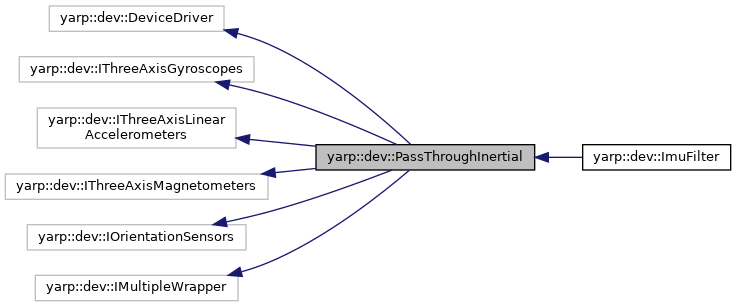 yarp::dev::DeviceDriver
yarp::dev::IThreeAxisGyroscopes
yarp::dev::IThreeAxisLinear
Accelerometers
yarp::dev::IThreeAxisMagnetometers
yarp::dev::IOrientationSensors
yarp::dev::IMultipleWrapper
yarp::dev::PassThroughInertial
yarp::dev::ImuFilter